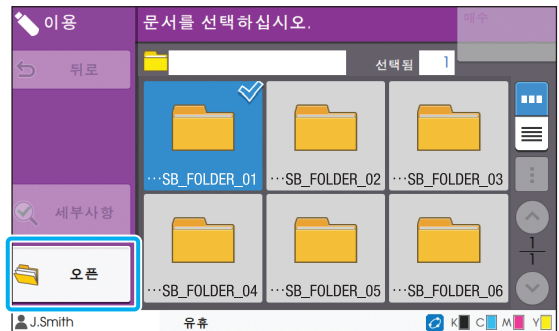 이용
문서를 선택하십시오.
매수
뒤로
선택됨 1
…SB_FOLDER_01 …SB_FOLDER_02 …SB_FOLDER_03
세부사항
1
1
오픈
…SB_FOLDER_04 …SB_FOLDER_05 …SB_FOLDER_06
J.Smith 유휴 K C M Y